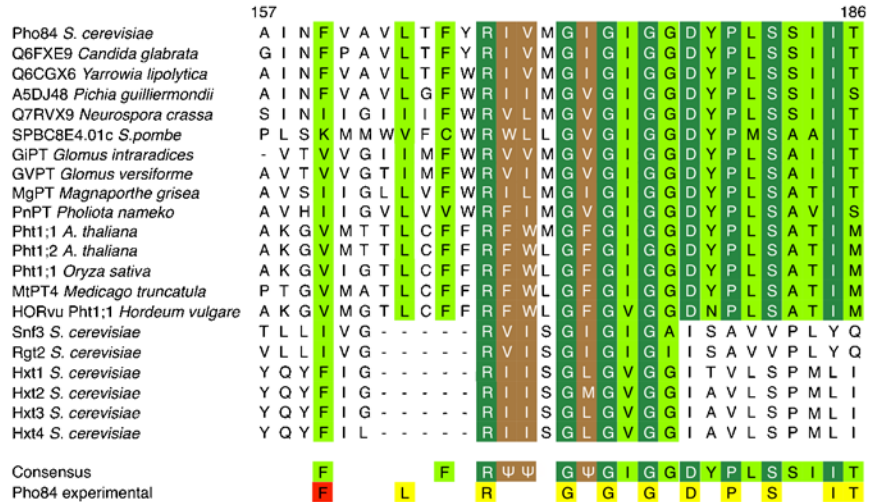 157 186
Pho84 S. cerevisiae A I N F V A V L T F Y R I V M G I G I G G D Y P L S S I I T
Q6FXE9 Candida glabrata G I N F P A V L T F Y R I V M G I G I G G D Y P L S S I I T
Q6CGX6 Yarrowia lipolytica A I N F V A V L T F W R I V M G I G I G G D Y P L S S I I T
A5DJ48 Pichia guilliermondii A I N F V A V L G F W R I I M G V G I G G D Y P L S S I I S
Q7RVX9 Neurospora crassa S I N I I G I I I F W R V L M G V G I G G D Y P L S S I I T
SPBC8E4.01c S.pombe P L S K M M W V F C W R W L L G V G I G G D Y P M S A A I T
GiPT Glomus intraradices - V T V V G I I M F W R V V M G V G I G G D Y P L S A I I T
GVPT Glomus versiforme A V T V V G T I M F W R V I M G V G I G G D Y P L S A I I T
MgPT Magnaporthe grisea A V S I I G L L V F W R I L M G I G I G G D Y P L S A T I T
PnPT Pholiota nameko A V H I I G V L V V W R F I M G V G I G G D Y P L S A V I S
Pht1;1 A. thaliana A K G V M T T L C F F R F W M G F G I G G D Y P L S A T I M
Pht1;2 A. thaliana A K G V M T T L C F F R F W L G F G I G G D Y P L S A T I M
Pht1;1 Oryza sativa A K G V I G T L C F F R F W L G F G I G G D Y P L S A T I M
MtPT4 Medicago truncatula P T G V M A T L C F F R F W L G F G I G G D Y P L S A T I M
HORvu Pht1;1 Hordeum vulgare A K G V M G T L C F F R F W L G F G V G G D N P L S A T I M
Snf3 S. cerevisiae T L L I V G - - - - - R V I S G I G I G A I S A V V P L Y Q
Rgt2 S. cerevisiae V L L I V G - - - - - R V I S G I G I G I I S A V V P L Y Q
Hxt1 S. cerevisiae Y Q Y F I G - - - - - R I I S G L G V G G I T V L S P M L I
Hxt2 S. cerevisiae Y Q Y F I G - - - - - R I I S G M G V G G I A V L S P M L I
Hxt3 S. cerevisiae Y Q Y F I G - - - - - R I I S G L G V G G I A V L S P M L I
Hxt4 S. cerevisiae Y Q Y F I L - - - - - R I I S G L G V G G I A V L S P M L I
Consensus F F R Ψ Ψ G Ψ G I G G D Y P L S S I I T
Pho84 experimental F L R G G G G D P S I T